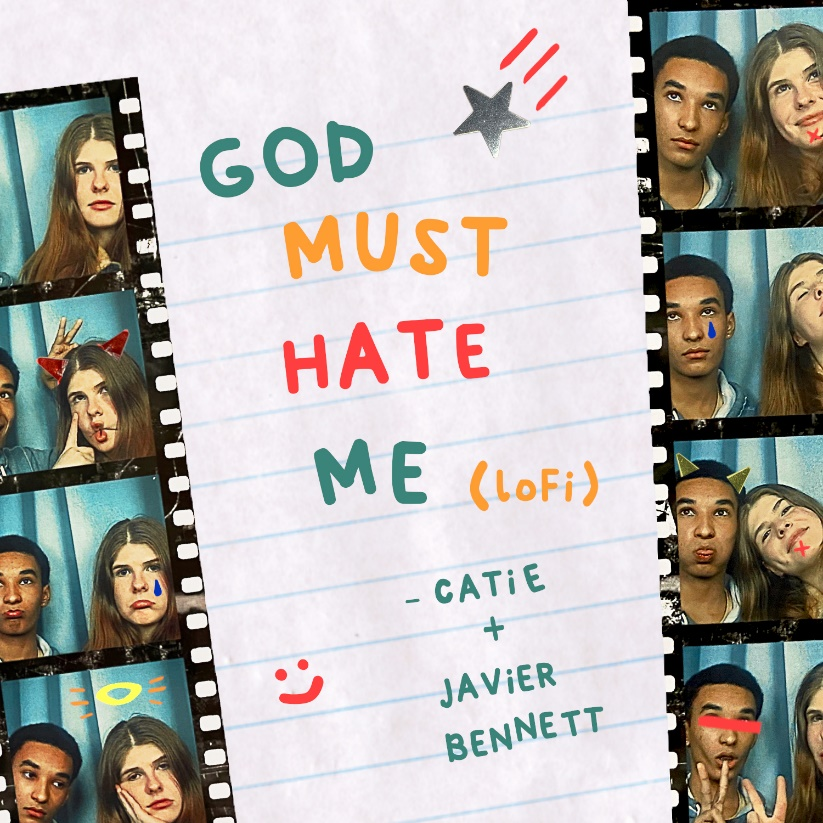 GOD
MUST
HATE
ME (loFi)
- CATiE
+
JAViER
BENNETT